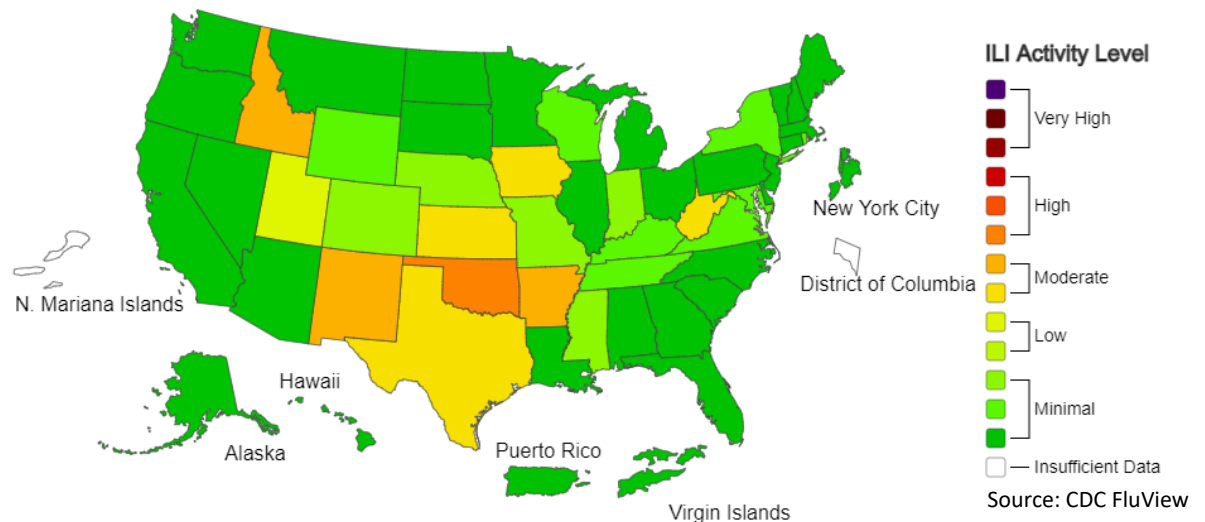 ILI Activity Level
Very High
High
Moderate
Low
Minimal
Insufficient Data
Source: CDC FluView
New York City
District of Columbia
N. Mariana Islands
Hawaii
Alaska
Puerto Rico
Virgin Islands